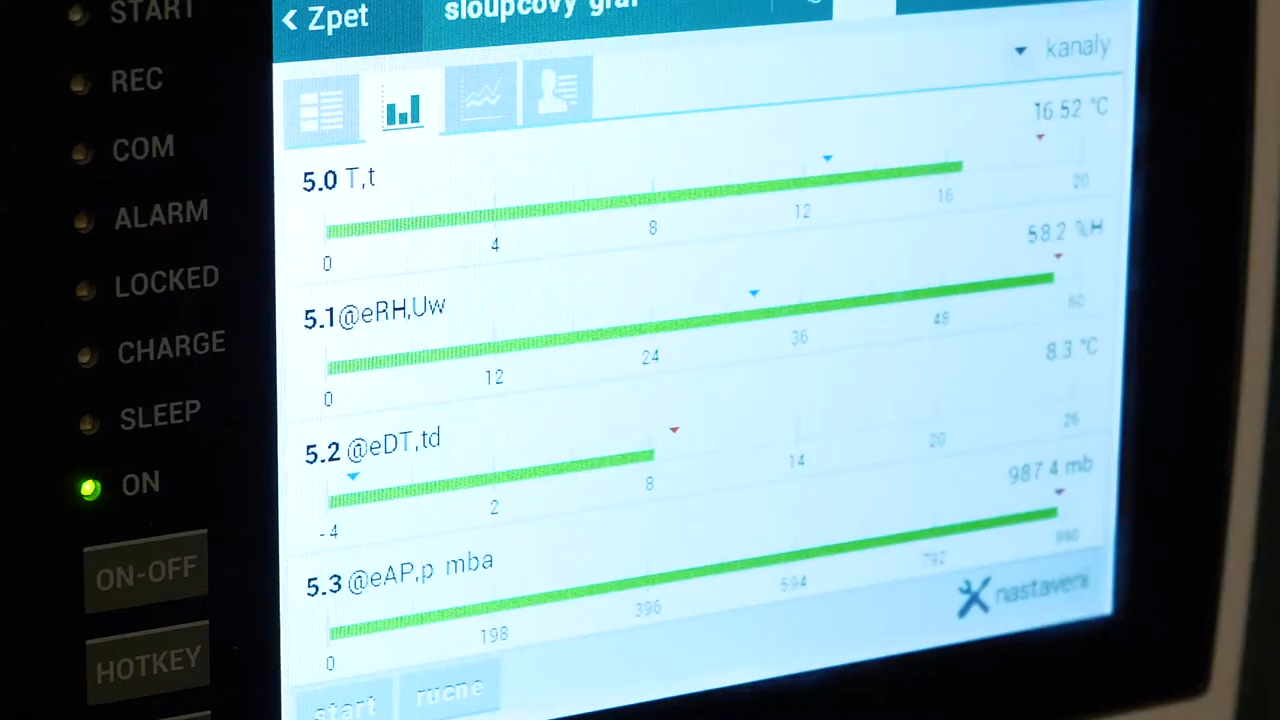 START
REC
COM
ALARM
LOCKED
CHARGE
SLEEP
ON
ON-OFF
HOTKEY
< Zpet
sloupcovy graf
kanaly
16 52 °C
5.0 T,t
0 4 8 12 16 20
58.2 %H
5.1 @eRH,Uw
0 12 24 36 48 60
8.3 °C
5.2 @eDT,td
-4 2 8 14 20 26
987 4 mb
5.3 @eAP,p mba
0 198 396 594 792 990
nastaveni
start
rucne